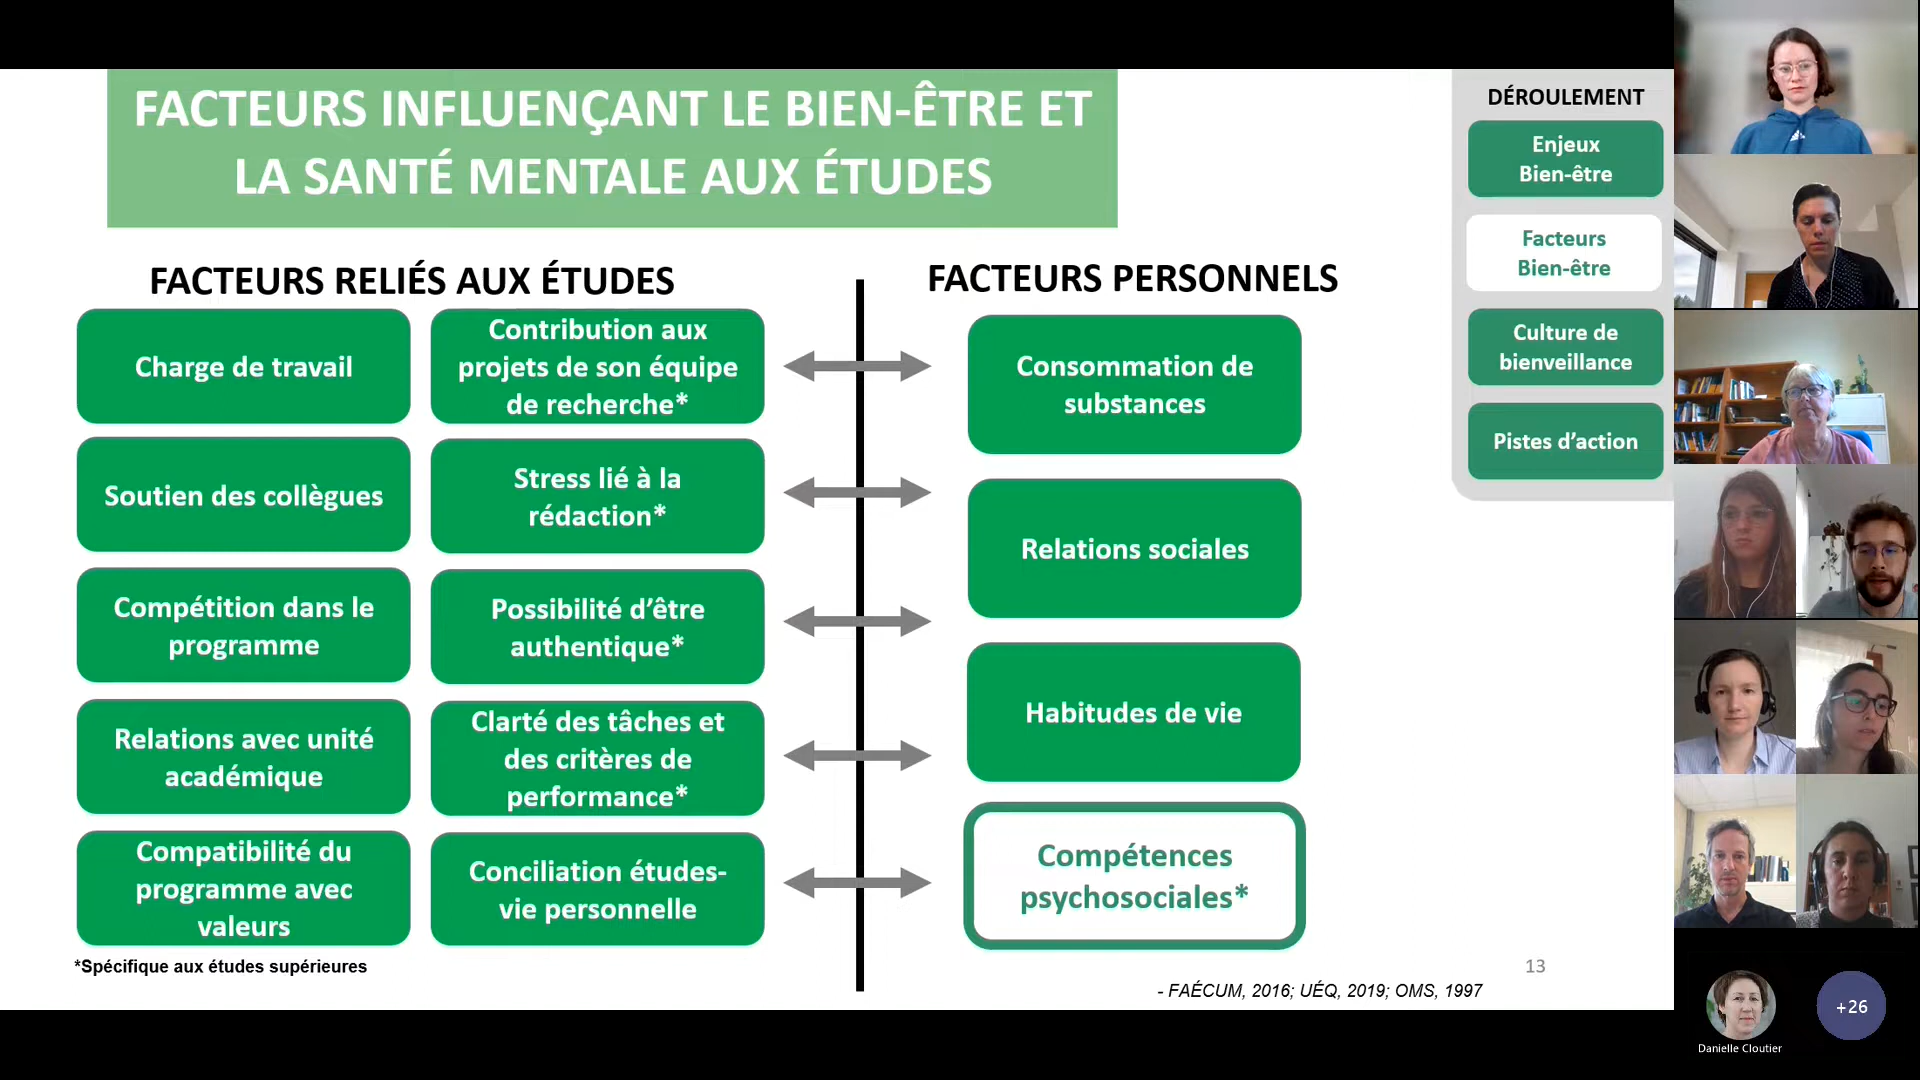 FACTEURS INFLUENÇANT LE BIEN-ÊTRE ET
LA SANTÉ MENTALE AUX ÉTUDES
FACTEURS RELIÉS AUX ÉTUDES
Charge de travail
Contribution aux
projets de son équipe
de recherche*
Soutien des collègues
Stress lié à la
rédaction*
Compétition dans le
programme
Possibilité d’être
authentique*
Relations avec unité
académique
Clarté des tâches et
des critères de
performance*
Compatibilité du
programme avec
valeurs
Conciliation études-
vie personnelle
*Spécifique aux études supérieures
FACTEURS PERSONNELS
Consommation de
substances
Relations sociales
Habitudes de vie
Compétences
psychosociales*
13
- FAÉCUM, 2016; UÉQ, 2019; OMS, 1997
DÉROULEMENT
Enjeux
Bien-être
Facteurs
Bien-être
Culture de
bienveillance
Pistes d’action
Danielle Cloutier
+26